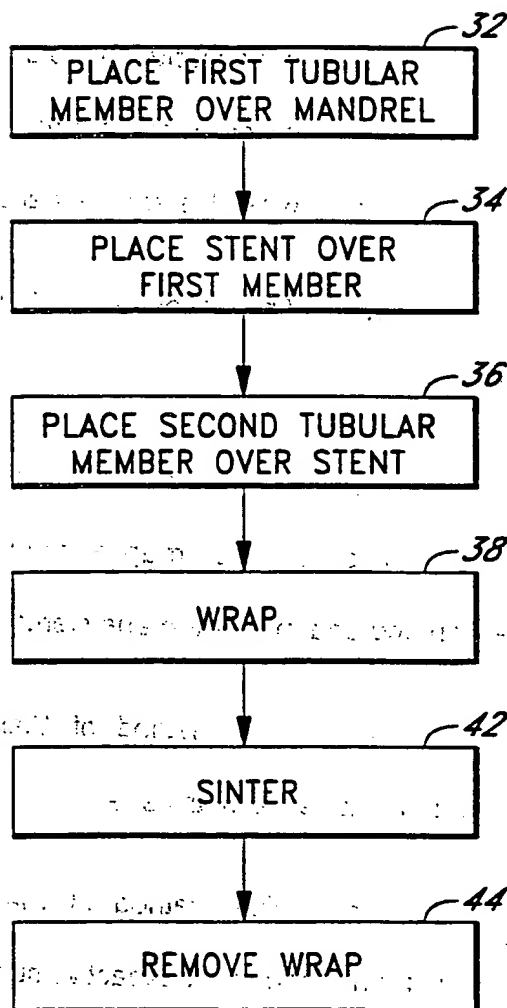 32
PLACE FIRST TUBULAR
MEMBER OVER MANDREL
34
PLACE STENT OVER
FIRST MEMBER
36
PLACE SECOND TUBULAR
MEMBER OVER STENT
38
WRAP
42
SINTER
44
REMOVE WRAP